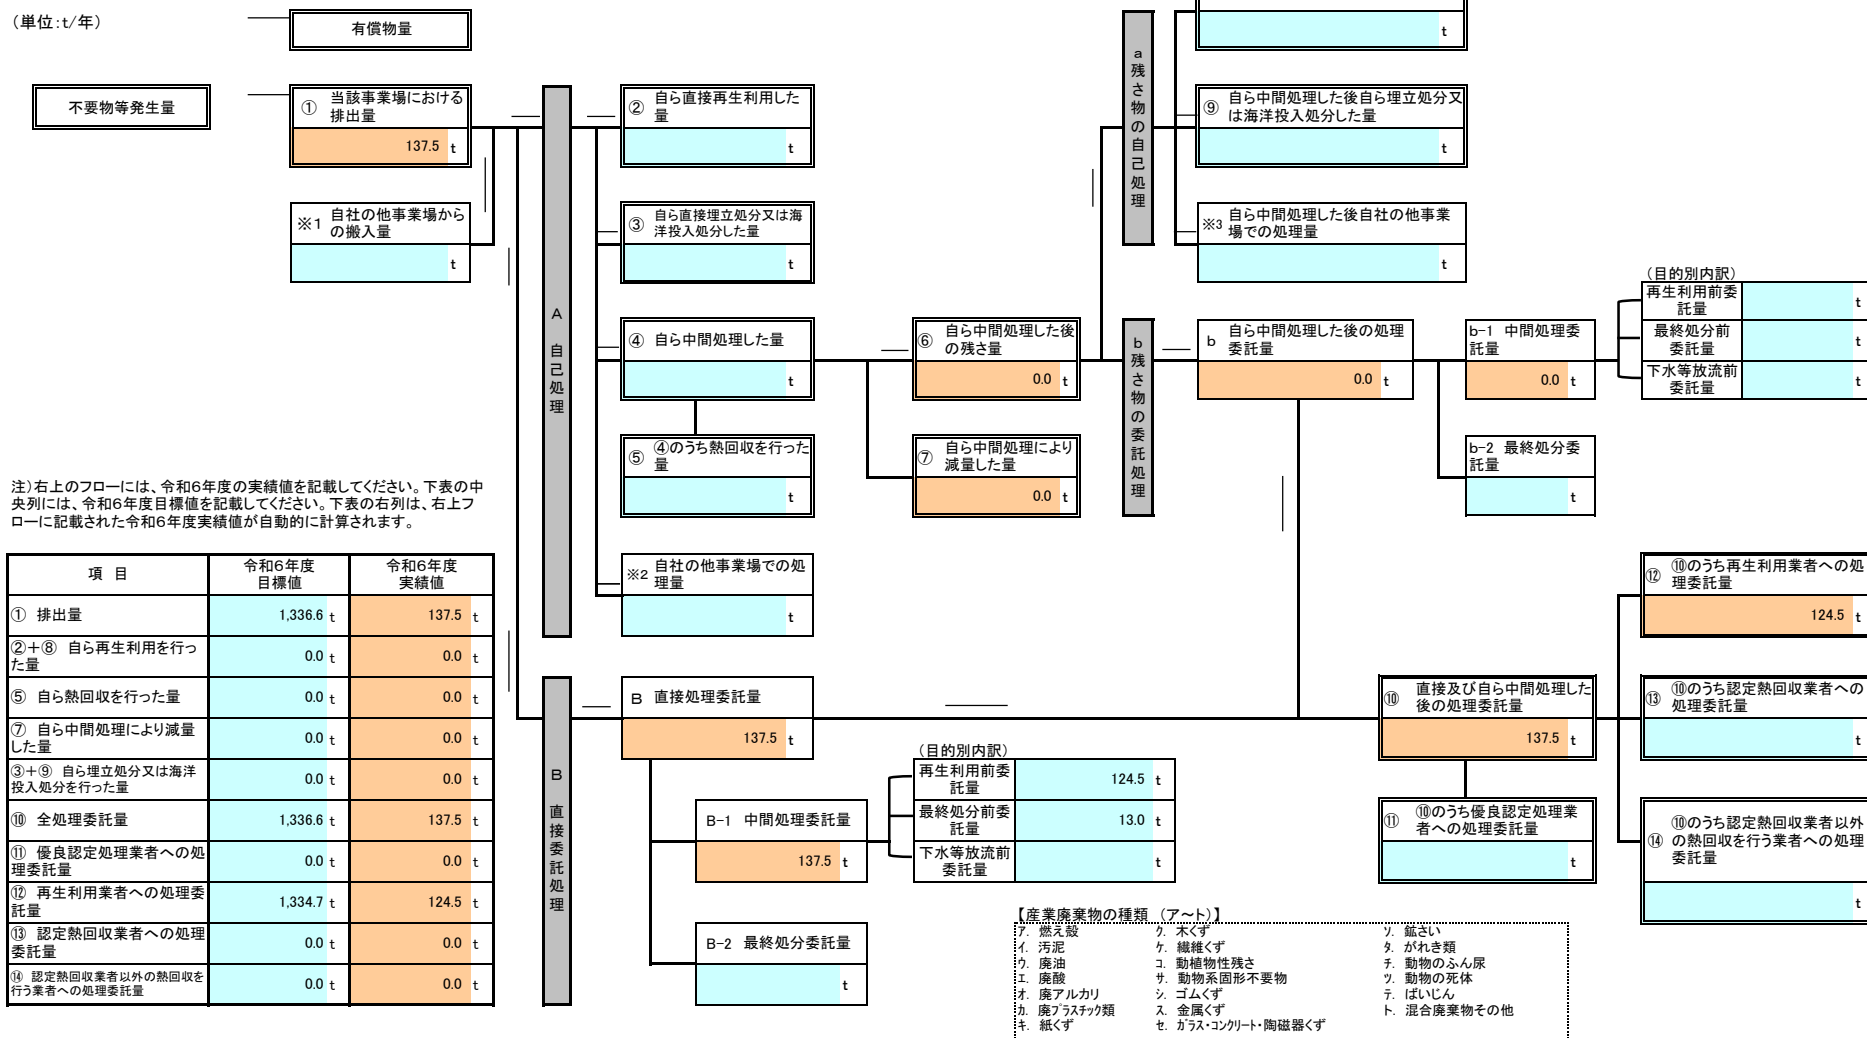 (単位:t/年)
有償物量
t
不要物等発生量
① 当該事業場における
排出量
137.5 t
※1 自社の他事業場から
の搬入量
t
A 自己処理
② 自ら直接再生利用した
量
t
③ 自ら直接埋立処分又は海
洋投入処分した量
t
④ 自ら中間処理した量
t
⑤ ④のうち熱回収を行った
量
t
※2 自社の他事業場での処
理量
t
⑥ 自ら中間処理した後
の残さ量
0.0 t
⑦ 自ら中間処理により
減量した量
0.0 t
a 残さ物の自己処理
⑨ 自ら中間処理した後自ら埋立処分又
は海洋投入処分した量
t
※3 自ら中間処理した後自社の他事業
場での処理量
t
b 残さ物の委託処理
b 自ら中間処理した後の処理
委託量
0.0 t
b-1 中間処理委
託量
0.0 t
b-2 最終処分委
託量
t
(目的別内訳)
再生利用前委
託量
t
最終処分前
委託量
t
下水等放流前
委託量
t
注)右上のフローには、令和6年度の実績値を記載してください。下表の中
央列には、令和6年度目標値を記載してください。下表の右列は、右上フ
ローに記載された令和6年度実績値が自動的に計算されます。
項 目 令和6年度
目標値 令和6年度
実績値
① 排出量 1,336.6 t 137.5 t
②+⑧ 自ら再生利用を行っ
た量 0.0 t 0.0 t
⑤ 自ら熱回収を行った量 0.0 t 0.0 t
⑦ 自ら中間処理により減量
した量 0.0 t 0.0 t
③+⑨ 自ら埋立処分又は海洋
投入処分を行った量 0.0 t 0.0 t
⑩ 全処理委託量 1,336.6 t 137.5 t
⑪ 優良認定処理業者への処
理委託量 0.0 t 0.0 t
⑫ 再生利用業者への処理委
託量 1,334.7 t 124.5 t
⑬ 認定熱回収業者への処理
委託量 0.0 t 0.0 t
⑭ 認定熱回収業者以外の熱回収を
行う業者への処理委託量 0.0 t 0.0 t
B 直接委託処理
B 直接処理委託量
137.5 t
B-1 中間処理委託量
137.5 t
B-2 最終処分委託量
t
(目的別内訳)
再生利用前委
託量
124.5 t
最終処分前委
託量
13.0 t
下水等放流前
委託量
t
⑩ 直接及び自ら中間処理した
後の処理委託量
137.5 t
⑪ ⑩のうち優良認定処理業
者への処理委託量
t
⑫ ⑩のうち再生利用業者への処
理委託量
124.5 t
⑬ ⑩のうち認定熱回収業者への
処理委託量
t
⑭ ⑩のうち認定熱回収業者以外
の熱回収を行う業者への処理
委託量
t
【産業廃棄物の種類 (ア~ト)】
ア. 燃え殻 ク. 木くず ソ. 鉱さい
イ. 汚泥 ケ. 繊維くず タ. がれき類
ウ. 廃油 コ. 動植物性残さ チ. 動物のふん尿
エ. 廃酸 サ. 動物系固形不要物 ツ. 動物の死体
オ. 廃アルカリ シ. ゴムくず テ. ばいじん
カ. 廃プラスチック類 ス. 金属くず ト. 混合廃棄物その他
キ. 紙くず セ. ガラス・コンクリート・陶磁器くず